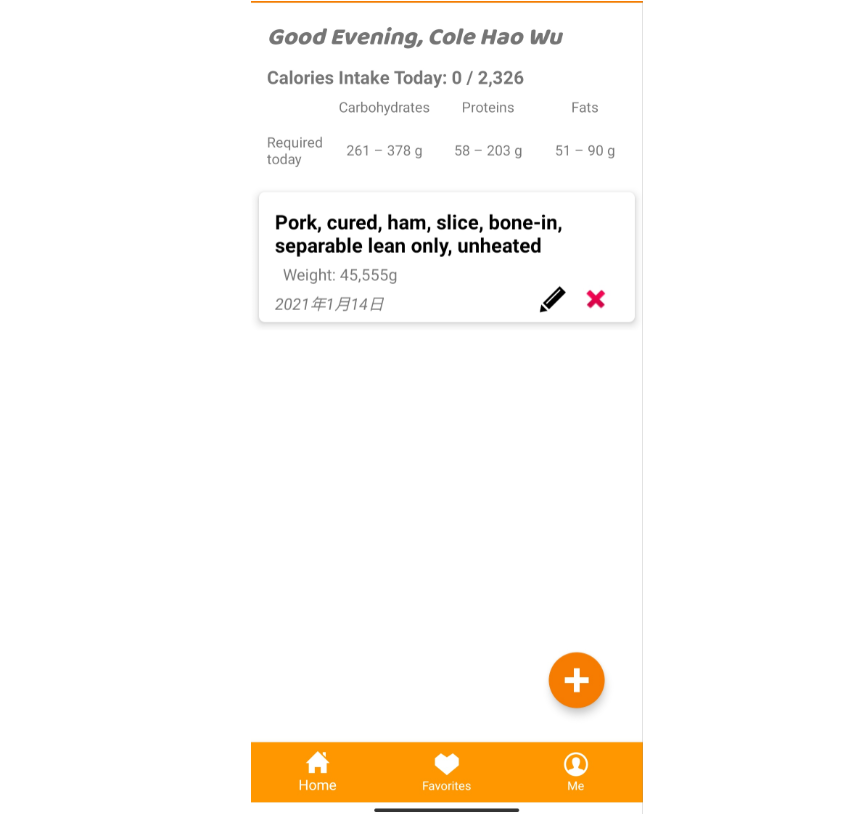 Good Evening, Cole Hao Wu
Calories Intake Today: 0 / 2,326
Carbohydrates Proteins Fats
Required today 261 – 378 g 58 – 203 g 51 – 90 g
Pork, cured, ham, slice, bone-in,
separable lean only, unheated
Weight: 45,555g
2021年1月14日
Home Favorites Me